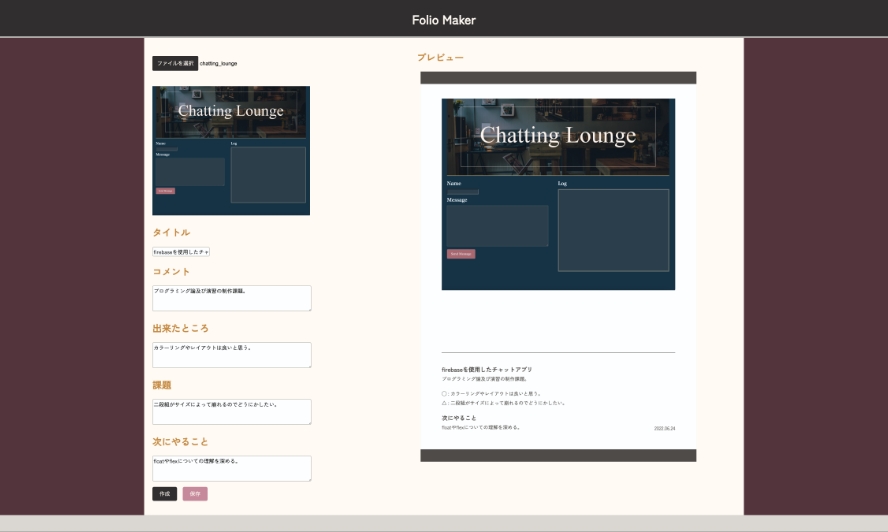 Folio Maker
ファイルを選択 chatting_lounge
Chatting Lounge
Name
Message
Log
タイトル
firebaseを使用したチャ
コメント
プログラミング論及び演習の制作課題。
出来たところ
カラーリングやレイアウトは良いと思う。
課題
二段組がサイズによって崩れるのでどうにかしたい。
次にやること
floatやflexについての理解を深める。
作成
保存
プレビュー
Chatting Lounge
Name
Message
Send Message
Log
firebaseを使用したチャットアプリ
プログラミング論及び演習の制作課題。
○ : カラーリングやレイアウトは良いと思う。
△ : 二段組がサイズによって崩れるのでどうにかしたい。
次にやること
floatやflexについての理解を深める。
2022.06.24